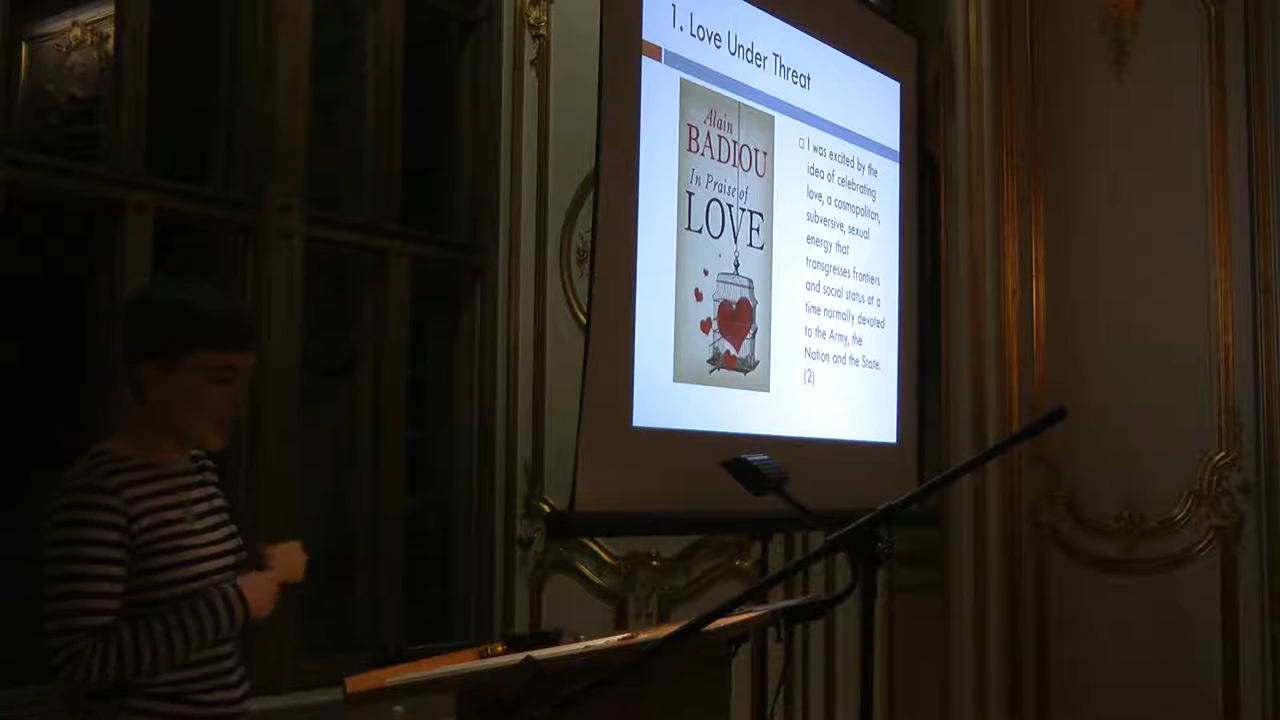 1. Love Under Threat
Alain
BADIOU
In Praise of
LOVE
I was excited by the
idea of celebrating
love, a cosmopolitan,
subversive, sexual
energy that
transgresses frontiers
and social status at a
time normally devoted
to the Army, the
Nation and the State.
(2)